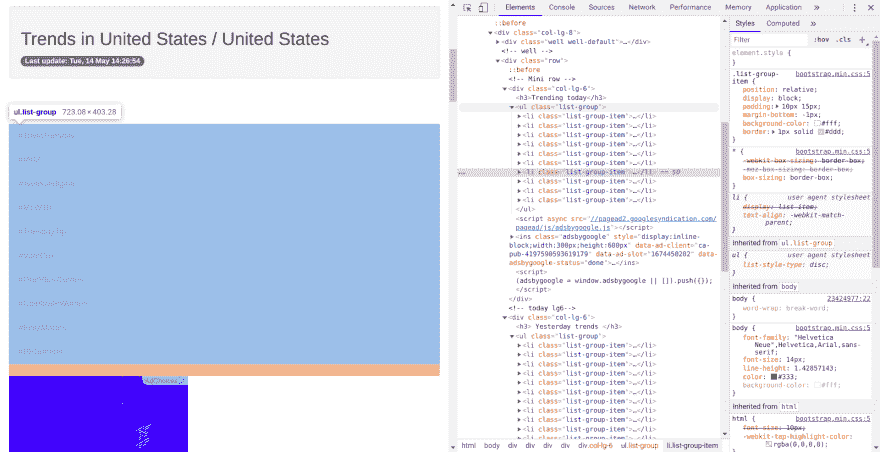 Trends in United States / United States
Last update: Tue, 14 May 14:26:54
ul.list-group 723.08 × 403.28
Elements Console Sources Network Performance Memory Application »
::before
<div class="col-lg-8">
<div class="well well-default">…</div>
<!-- well -->
<div class="row">
::before
<!-- Mini row -->
<div class="col-lg-6">
<h3>Trending today</h3>
<ul class="list-group">
<li class="list-group-item">…</li>
<li class="list-group-item">…</li>
<li class="list-group-item">…</li>
<li class="list-group-item">…</li>
<li class="list-group-item">…</li>
<li class="list-group-item">…</li>
<li class="list-group-item">…</li> == $0
<li class="list-group-item">…</li>
<li class="list-group-item">…</li>
<li class="list-group-item">…</li>
</ul>
<script async src="//pagead2.googlesyndication.com/
pagead/js/adsbygoogle.js"></script>
<ins class="adsbygoogle" style="display:inline-
block;width:300px;height:600px" data-ad-client="ca-
pub-4197590593619179" data-ad-slot="1674450202" data-
adsbygoogle-status="done">…</ins>
<script>
(adsbygoogle = window.adsbygoogle || []).push({});
</script>
</div>
<!-- today lg6-->
<div class="col-lg-6">
<h3> Yesterday trends </h3>
<ul class="list-group">
<li class="list-group-item">…</li>
<li class="list-group-item">…</li>
<li class="list-group-item">…</li>
<li class="list-group-item">…</li>
<li class="list-group-item">…</li>
<li class="list-group-item">…</li>
<li class="list-group-item">…</li>
<li class="list-group-item">…</li>
<li class="list-group-item">…</li>
<li class="list-group-item">…</li>
html body div div div div.col-lg-6 ul.list-group li.list-group-item
Styles Computed »
Filter :hov .cls +
element.style {
}
.list-group- bootstrap.min.css:5
item {
position: relative;
display: block;
padding: 10px 15px;
margin-bottom: -1px;
background-color: #fff;
border: 1px solid #ddd;
}
* { bootstrap.min.css:5
-webkit-box-sizing: border-box;
-moz-box-sizing: border-box;
box-sizing: border-box;
}
li { user agent stylesheet
display: list-item;
text-align: -webkit-match-
parent;
}
Inherited from ul.list-group
ul { user agent stylesheet
list-style-type: disc;
}
Inherited from body
body { 23424977:22
word-wrap: break-word;
}
body { bootstrap.min.css:5
font-family: "Helvetica
Neue",Helvetica,Arial,sans-
serif;
font-size: 14px;
line-height: 1.42857143;
color: #333;
background-color: #fff;
}
Inherited from html
html { bootstrap.min.css:5
font-size: 10px;
-webkit-tap-highlight-color:
rgba(0,0,0,0);